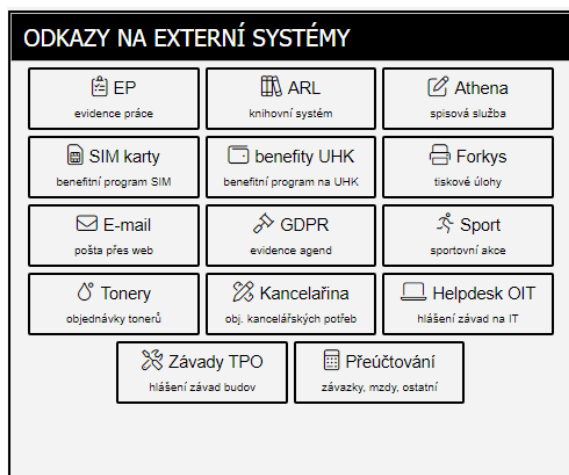 ODKAZY NA EXTERNÍ SYSTÉMY
EP
evidence práce
ARL
knihovní systém
Athena
spisová služba
SIM karty
benefitní program SIM
benefity UHK
benefitní program na UHK
Forkys
tiskové úlohy
E-mail
pošta přes web
GDPR
evidence agend
Sport
sportovní akce
Tonery
objednávky tonerů
Kancelařina
obj. kancelářských potřeb
Helpdesk OIT
hlášení závad na IT
Závady TPO
hlášení závad budov
Přeúčtování
závazky, mzdy, ostatní